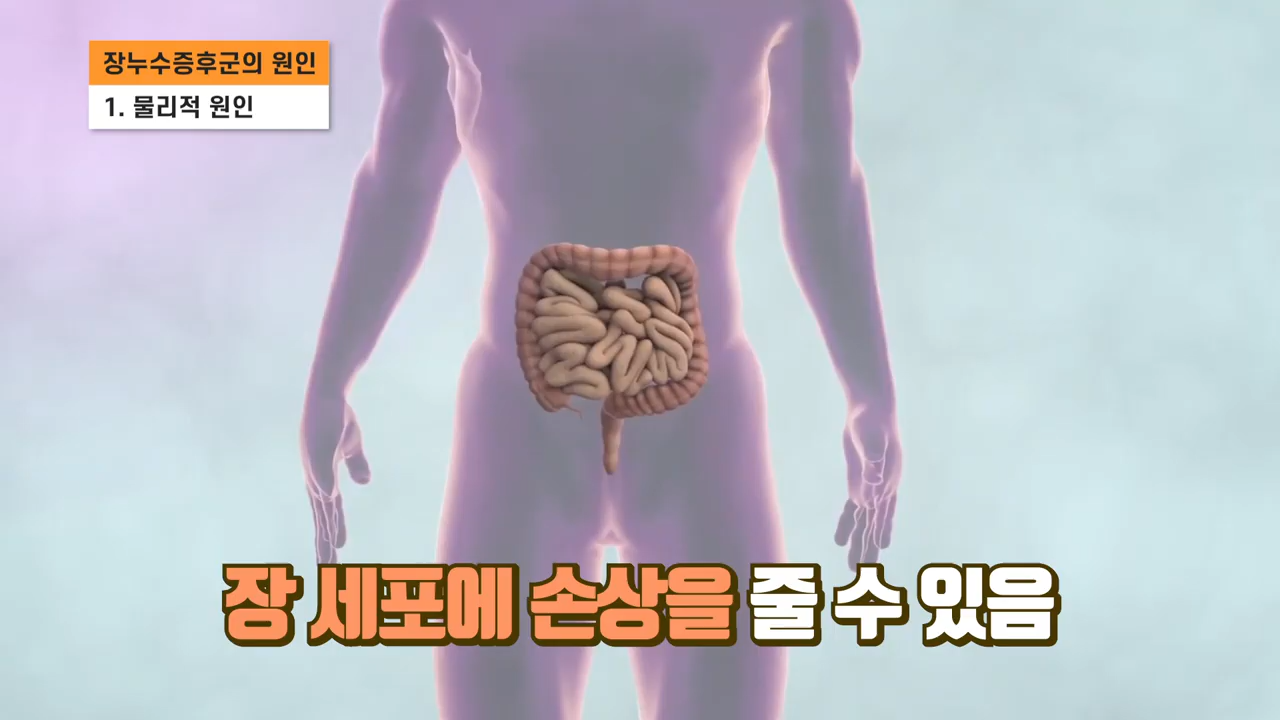 장누수증후군의 원인
1. 물리적 원인
장 세포에 손상을 줄 수 있음